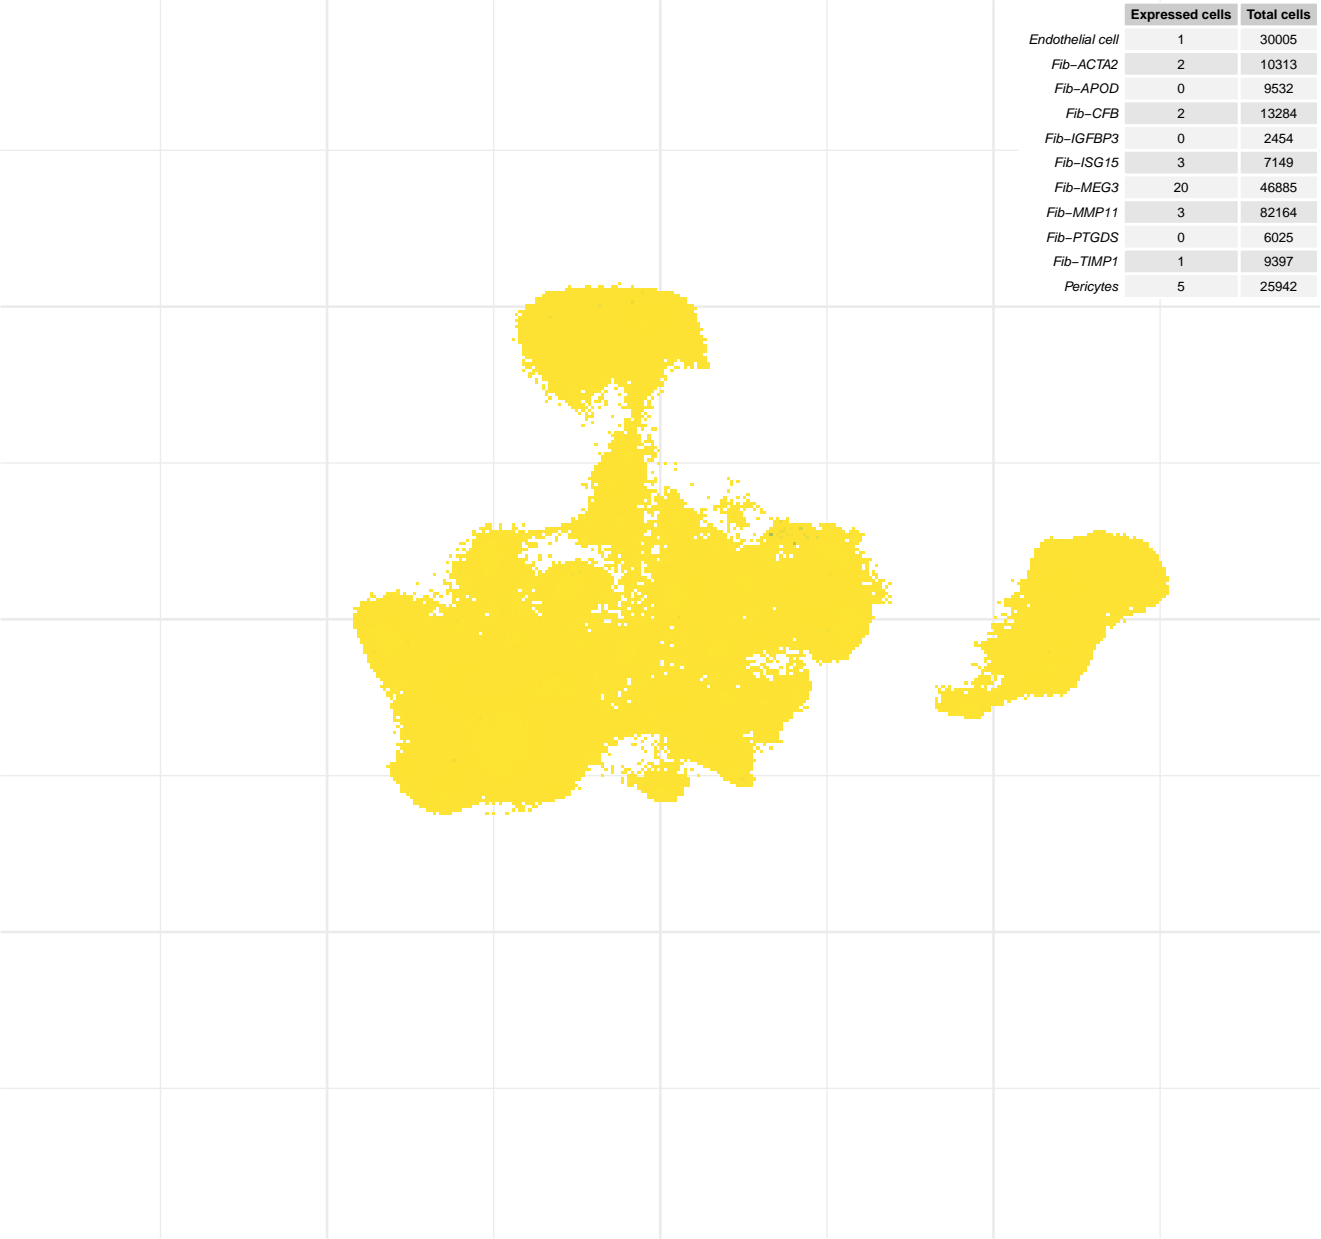 Expressed cells Total cells
Endothelial cell 1 30005
Fib−ACTA2 2 10313
Fib−APOD 0 9532
Fib−CFB 2 13284
Fib−IGFBP3 0 2454
Fib−ISG15 3 7149
Fib−MEG3 20 46885
Fib−MMP11 3 82164
Fib−PTGDS 0 6025
Fib−TIMP1 1 9397
Pericytes 5 25942